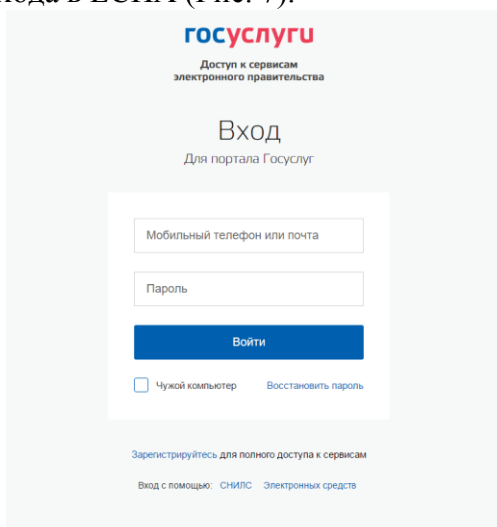 в ЕСИА (Рис. 7).
госуслуги
Доступ к сервисам
электронного правительства
Вход
Для портала Госуслуг
Мобильный телефон или почта
Пароль
Войти
Чужой компьютер Восстановить пароль
Зарегистрируйтесь для полного доступа к сервисам
Вход с помощью: СНИЛС Электронных средств